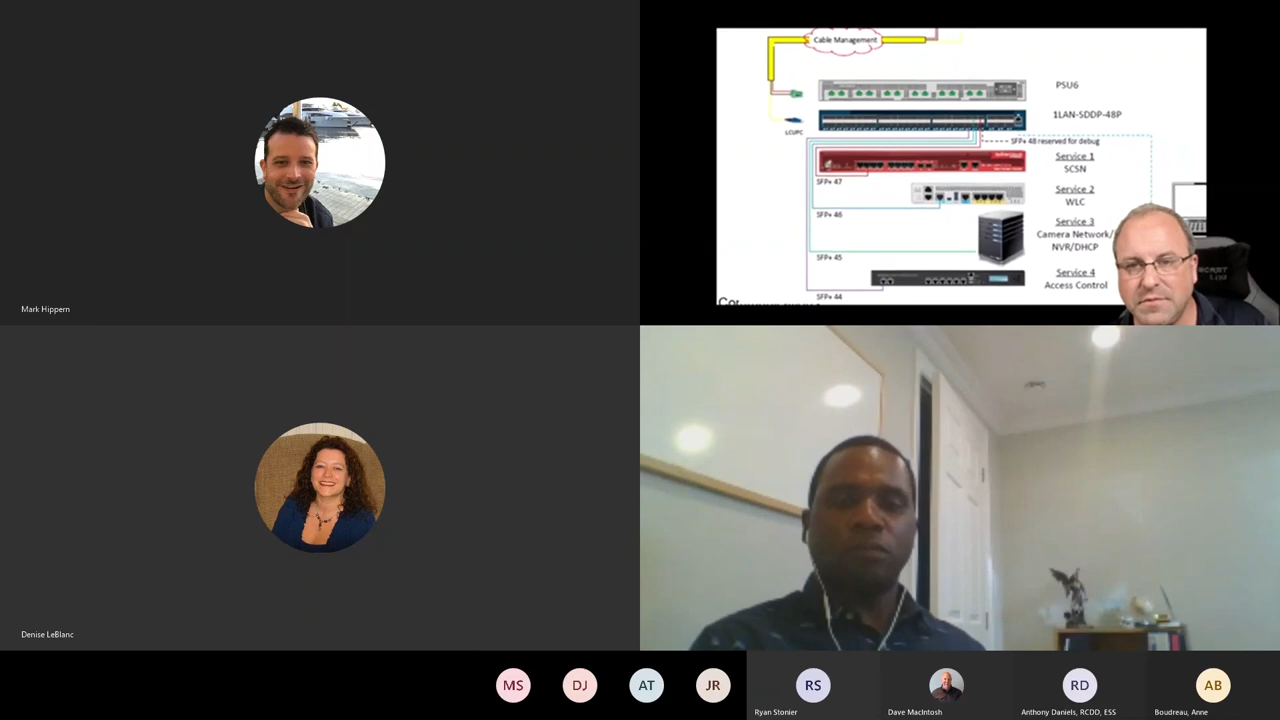 Cable Management
PSU6
1LAN-SDDP-48P
LCUPC
SFP+ 48 reserved for debug
Service 1
SCSN
SFP+ 47
Service 2
WLC
SFP+ 46
Service 3
Camera Network/
NVR/DHCP
SFP+ 45
Service 4
Access Control
SFP+ 44
Mark Hippern
Denise LeBlanc
MS
DJ
AT
JR
RS
RD
AB
Ryan Stonier
Dave MacIntosh
Anthony Daniels, RCDD, ESS
Boudreau, Anne